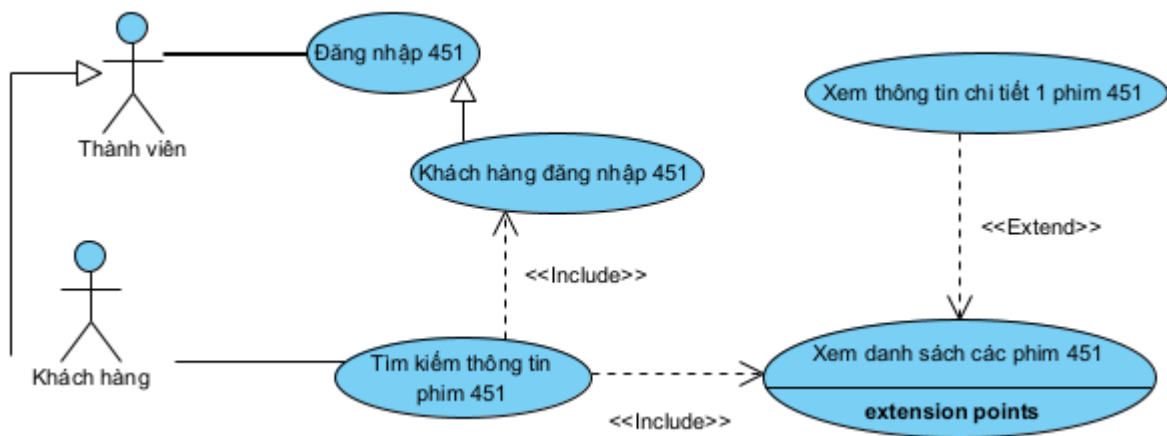 Đăng nhập 451
Xem thông tin chi tiết 1 phim 451
Thành viên
Khách hàng đăng nhập 451
<<Extend>>
<<Include>>
Xem danh sách các phim 451
Tìm kiếm thông tin
phim 451
Khách hàng
extension points
<<Include>>